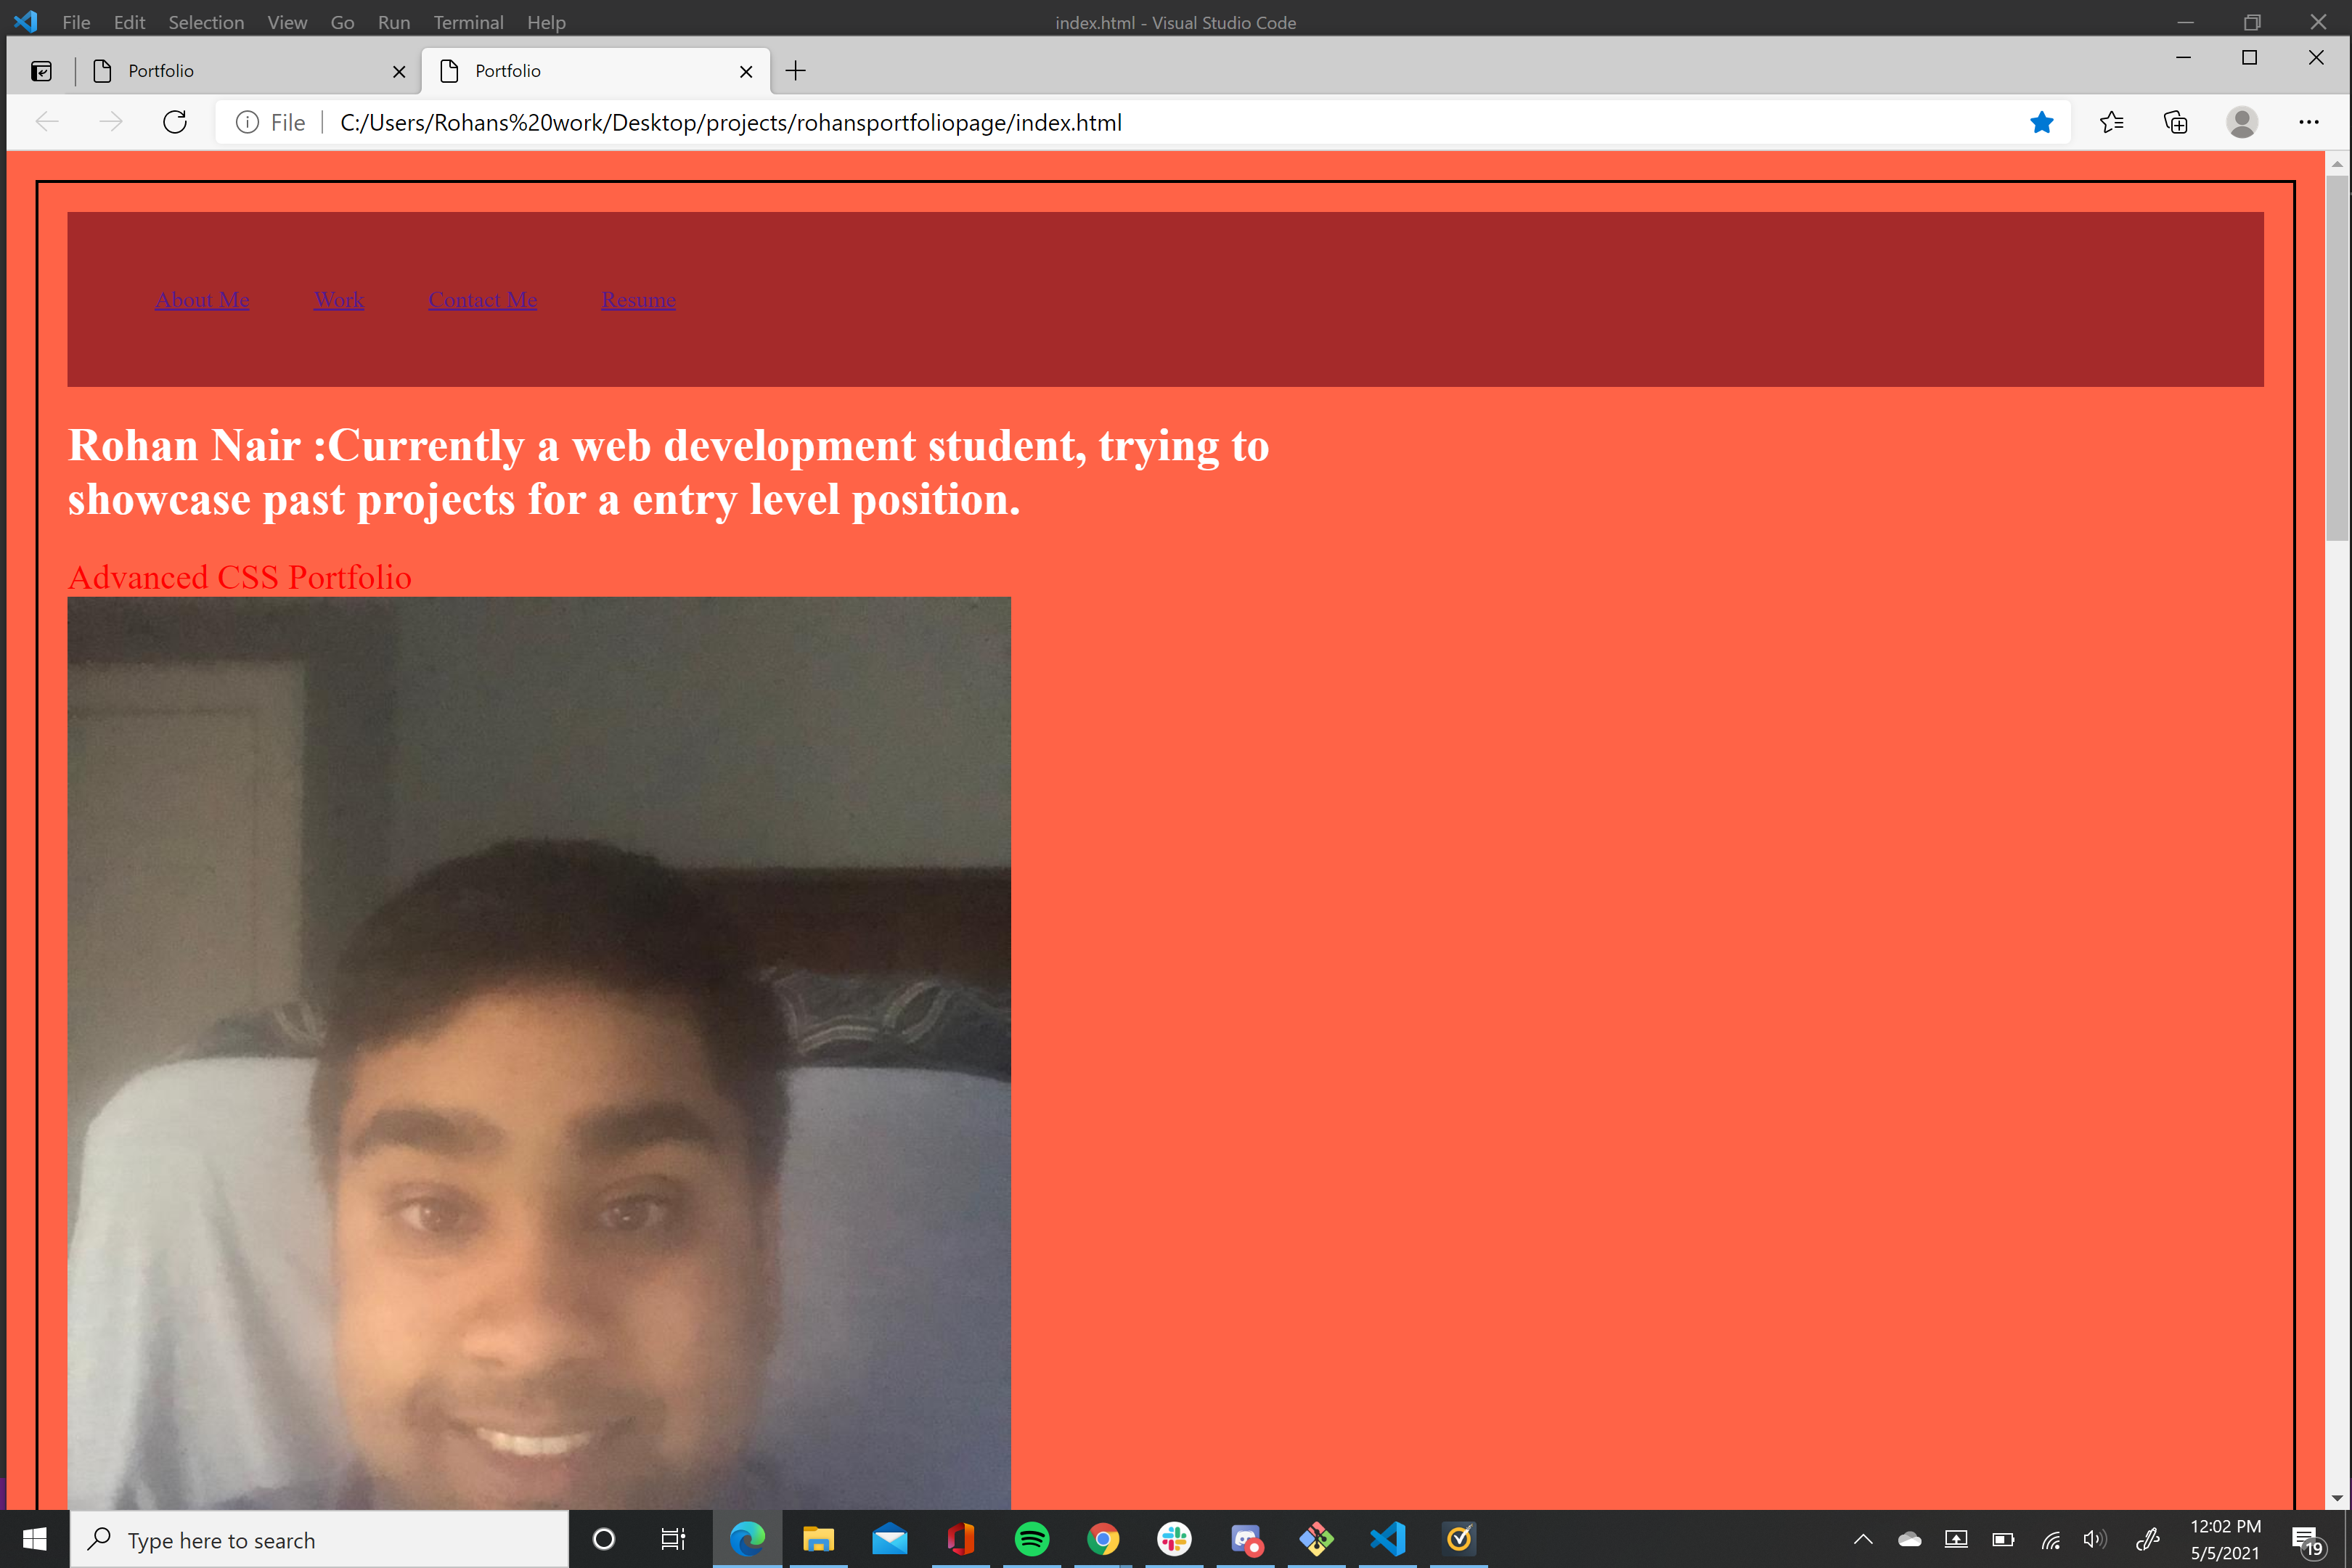 File Edit Selection View Go Run Terminal Help index.html - Visual Studio Code
Portfolio Portfolio
File C:/Users/Rohans%20work/Desktop/projects/rohansportfoliopage/index.html
About Me Work Contact Me Resume
Rohan Nair :Currently a web development student, trying to
showcase past projects for a entry level position.
Advanced CSS Portfolio
Type here to search
12:02 PM
5/5/2021
19